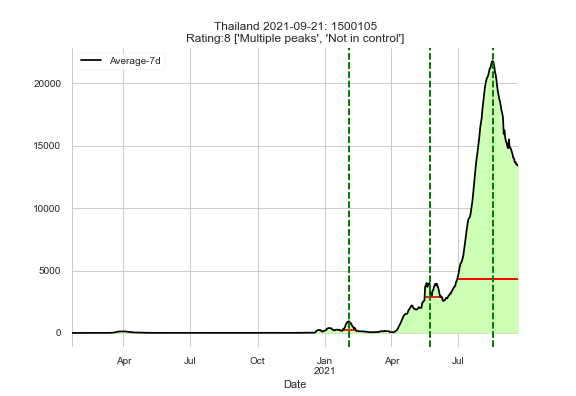 Thailand 2021-09-21: 1500105
Rating:8 ['Multiple peaks', 'Not in control']
Average-7d
20000
15000
10000
5000
0
Apr Jul Oct Jan Apr Jul
2021
Date